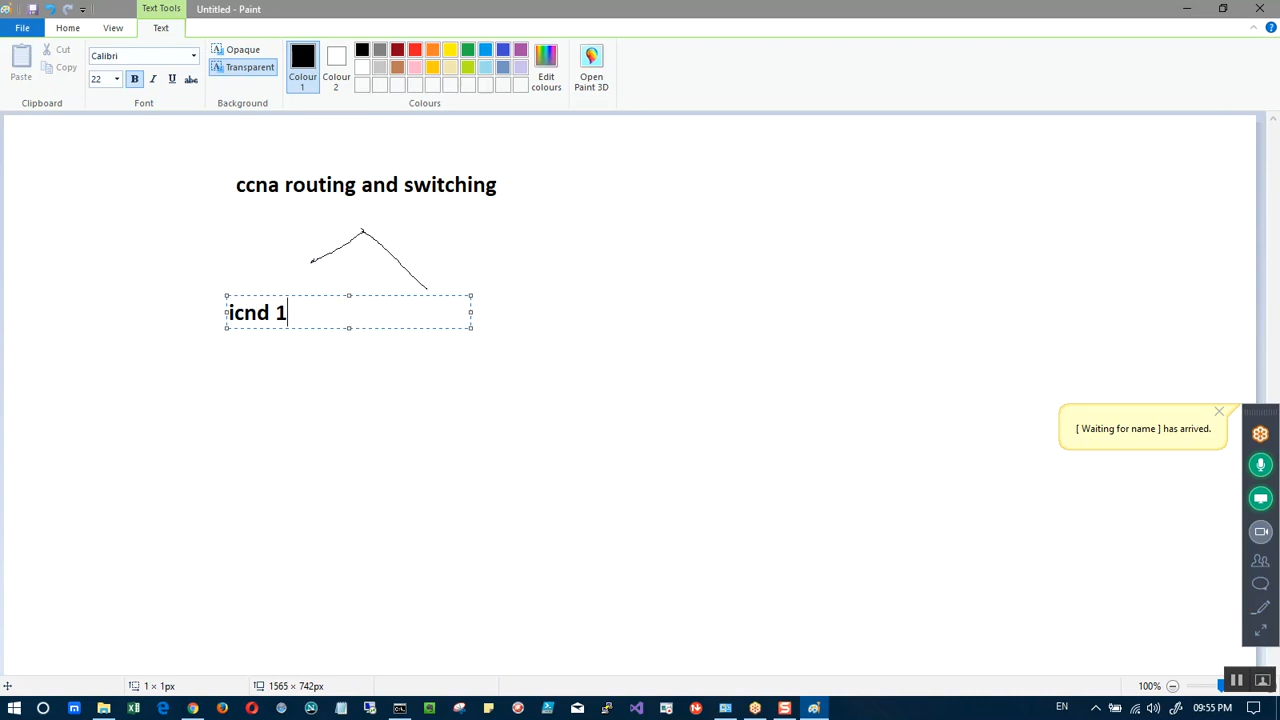 Text Tools
Untitled - Paint
File
Home
View
Text
Paste
Cut
Copy
Clipboard
Calibri
22
B I U abc
Font
Opaque
Transparent
Background
Colour 1
Colour 2
Edit colours
Colours
Open Paint 3D
ccna routing and switching
icnd 1
[ Waiting for name ] has arrived.
1 × 1px
1565 × 742px
100%
EN
09:55 PM